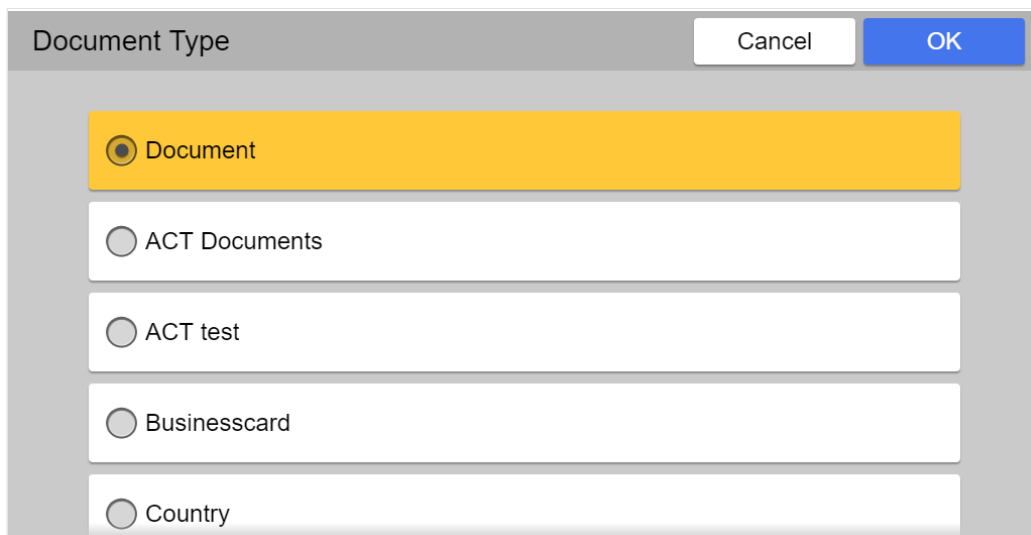 Document Type
Cancel
OK
Document
ACT Documents
ACT test
Businesscard
Country